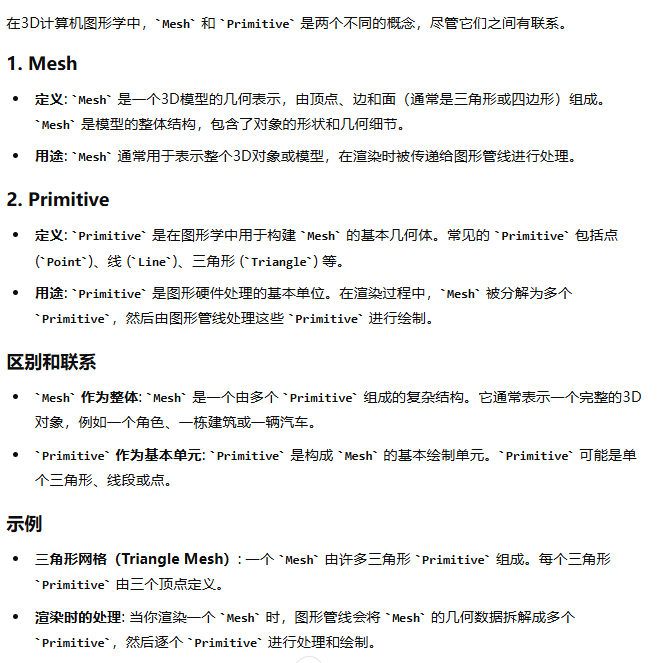 在3D计算机图形学中，`Mesh` 和 `Primitive` 是两个不同的概念，尽管它们之间有联系。
1. Mesh
• 定义: `Mesh` 是一个3D模型的几何表示，由顶点、边和面（通常是三角形或四边形）组成。
`Mesh` 是模型的整体结构，包含了对象的形状和几何细节。
• 用途: `Mesh` 通常用于表示整个3D对象或模型，在渲染时被传递给图形管线进行处理。
2. Primitive
• 定义: `Primitive` 是在图形学中用于构建 `Mesh` 的基本几何体。常见的 `Primitive` 包括点
(`Point`)、线 (`Line`)、三角形 (`Triangle`) 等。
• 用途: `Primitive` 是图形硬件处理的基本单位。在渲染过程中，`Mesh` 被分解为多个
`Primitive`，然后由图形管线处理这些 `Primitive` 进行绘制。
区别和联系
• `Mesh` 作为整体: `Mesh` 是一个由多个 `Primitive` 组成的复杂结构。它通常表示一个完整的3D
对象，例如一个角色、一栋建筑或一辆汽车。
• `Primitive` 作为基本单元: `Primitive` 是构成 `Mesh` 的基本绘制单元。`Primitive` 可能是单
个三角形、线段或点。
示例
• 三角形网格（Triangle Mesh）: 一个 `Mesh` 由许多三角形 `Primitive` 组成。每个三角形
`Primitive` 由三个顶点定义。
• 渲染时的处理: 当你渲染一个 `Mesh` 时，图形管线会将 `Mesh` 的几何数据拆解成多个
`Primitive`，然后逐个 `Primitive` 进行处理和绘制。